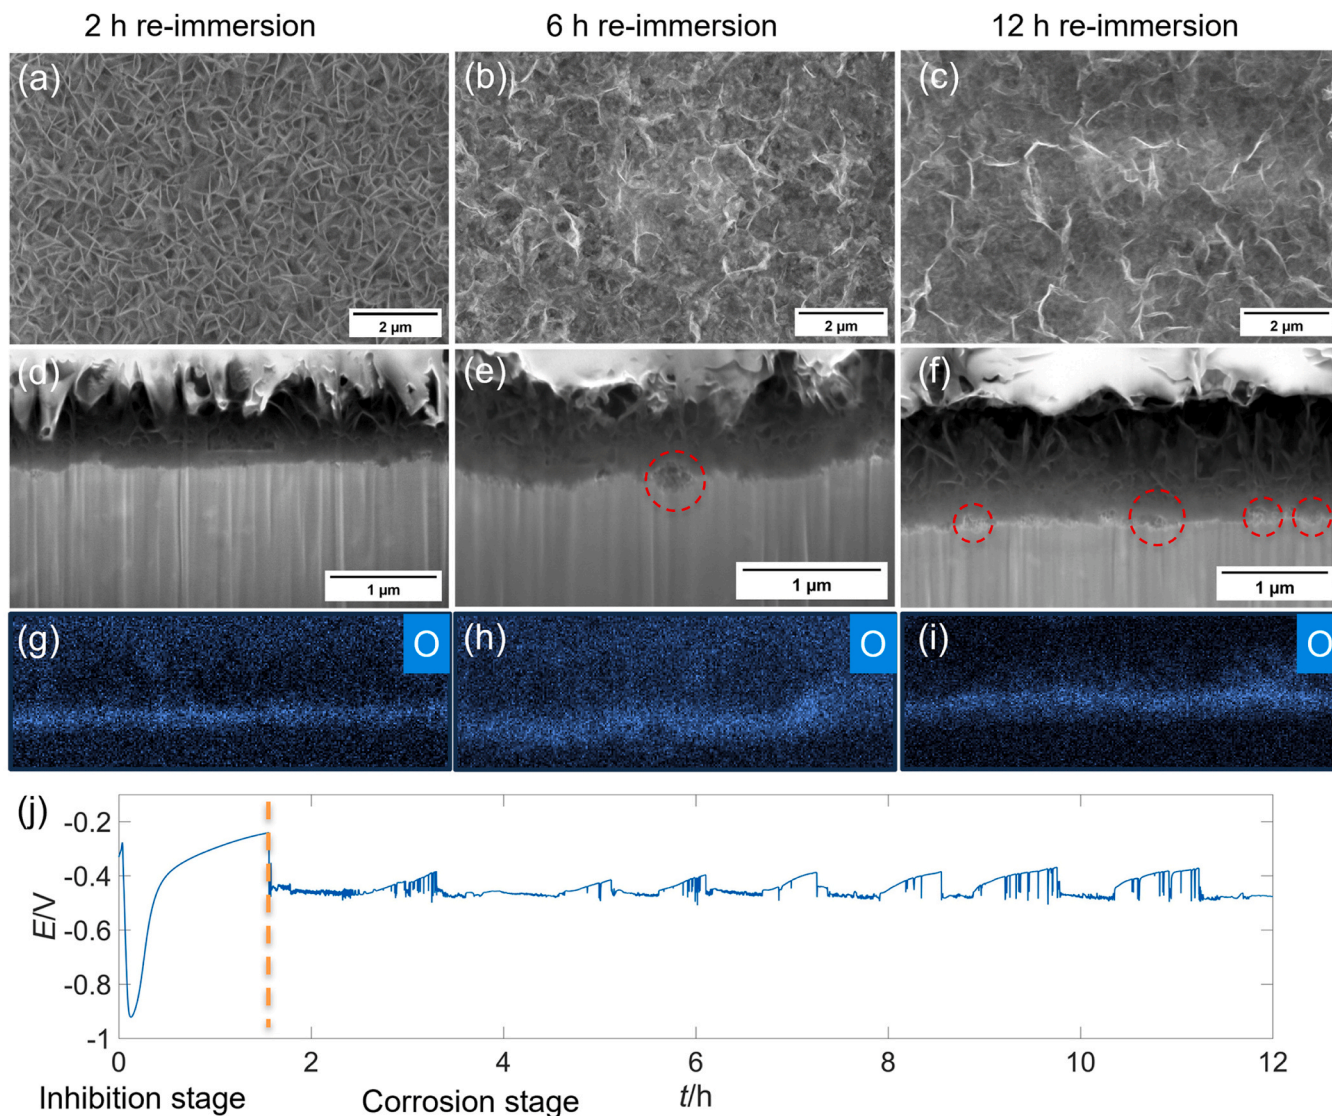 2 h re-immersion 6 h re-immersion 12 h re-immersion
(a) (b) (c)
2 µm 2 µm 2 µm
(d) (e) (f)
1 µm 1 µm 1 µm
(g) O (h) O (i) O
(j)
-0.2
-0.4
-0.6
-0.8
-1
E/V
0 2 4 6 8 10 12
Inhibition stage Corrosion stage t/h